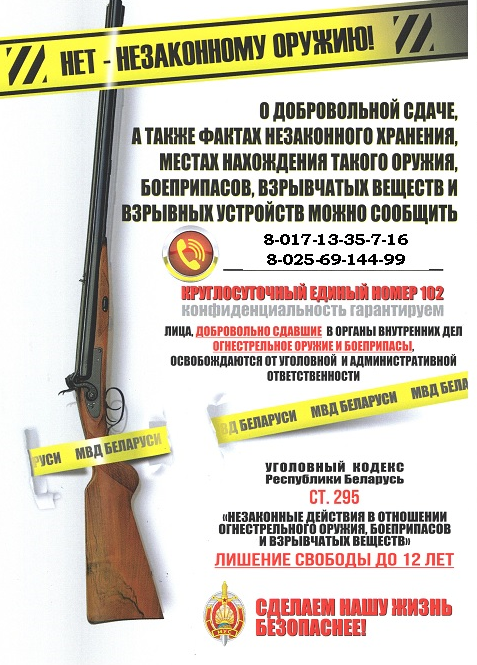 НЕТ - НЕЗАКОННОМУ ОРУЖИЮ!
О ДОБРОВОЛЬНОЙ СДАЧЕ,
А ТАКЖЕ ФАКТАХ НЕЗАКОННОГО ХРАНЕНИЯ,
МЕСТАХ НАХОЖДЕНИЯ ТАКОГО ОРУЖИЯ,
БОЕПРИПАСОВ, ВЗРЫВЧАТЫХ ВЕЩЕСТВ И
ВЗРЫВНЫХ УСТРОЙСТВ МОЖНО СООБЩИТЬ
8-017-13-35-7-16
8-025-69-144-99
КРУГЛОСУТОЧНЫЙ ЕДИНЫЙ НОМЕР 102
конфиденциальность гарантируем
ЛИЦА, ДОБРОВОЛЬНО СДАВШИЕ В ОРГАНЫ ВНУТРЕННИХ ДЕЛ
ОГНЕСТРЕЛЬНОЕ ОРУЖИЕ И БОЕПРИПАСЫ,
ОСВОБОЖДАЮТСЯ ОТ УГОЛОВНОЙ И АДМИНИСТРАТИВНОЙ
ОТВЕТСТВЕННОСТИ
ВД БЕЛАРУСИ МВД БЕЛАРУСИ МВД БЕЛА
РУСИ МВД БЕЛАРУСИ
УГОЛОВНЫЙ КОДЕКС
Республики Беларусь
СТ. 295
«НЕЗАКОННЫЕ ДЕЙСТВИЯ В ОТНОШЕНИИ
ОГНЕСТРЕЛЬНОГО ОРУЖИЯ, БОЕПРИПАСОВ
И ВЗРЫВЧАТЫХ ВЕЩЕСТВ»
ЛИШЕНИЕ СВОБОДЫ ДО 12 ЛЕТ
СДЕЛАЕМ НАШУ ЖИЗНЬ
БЕЗОПАСНЕЕ!